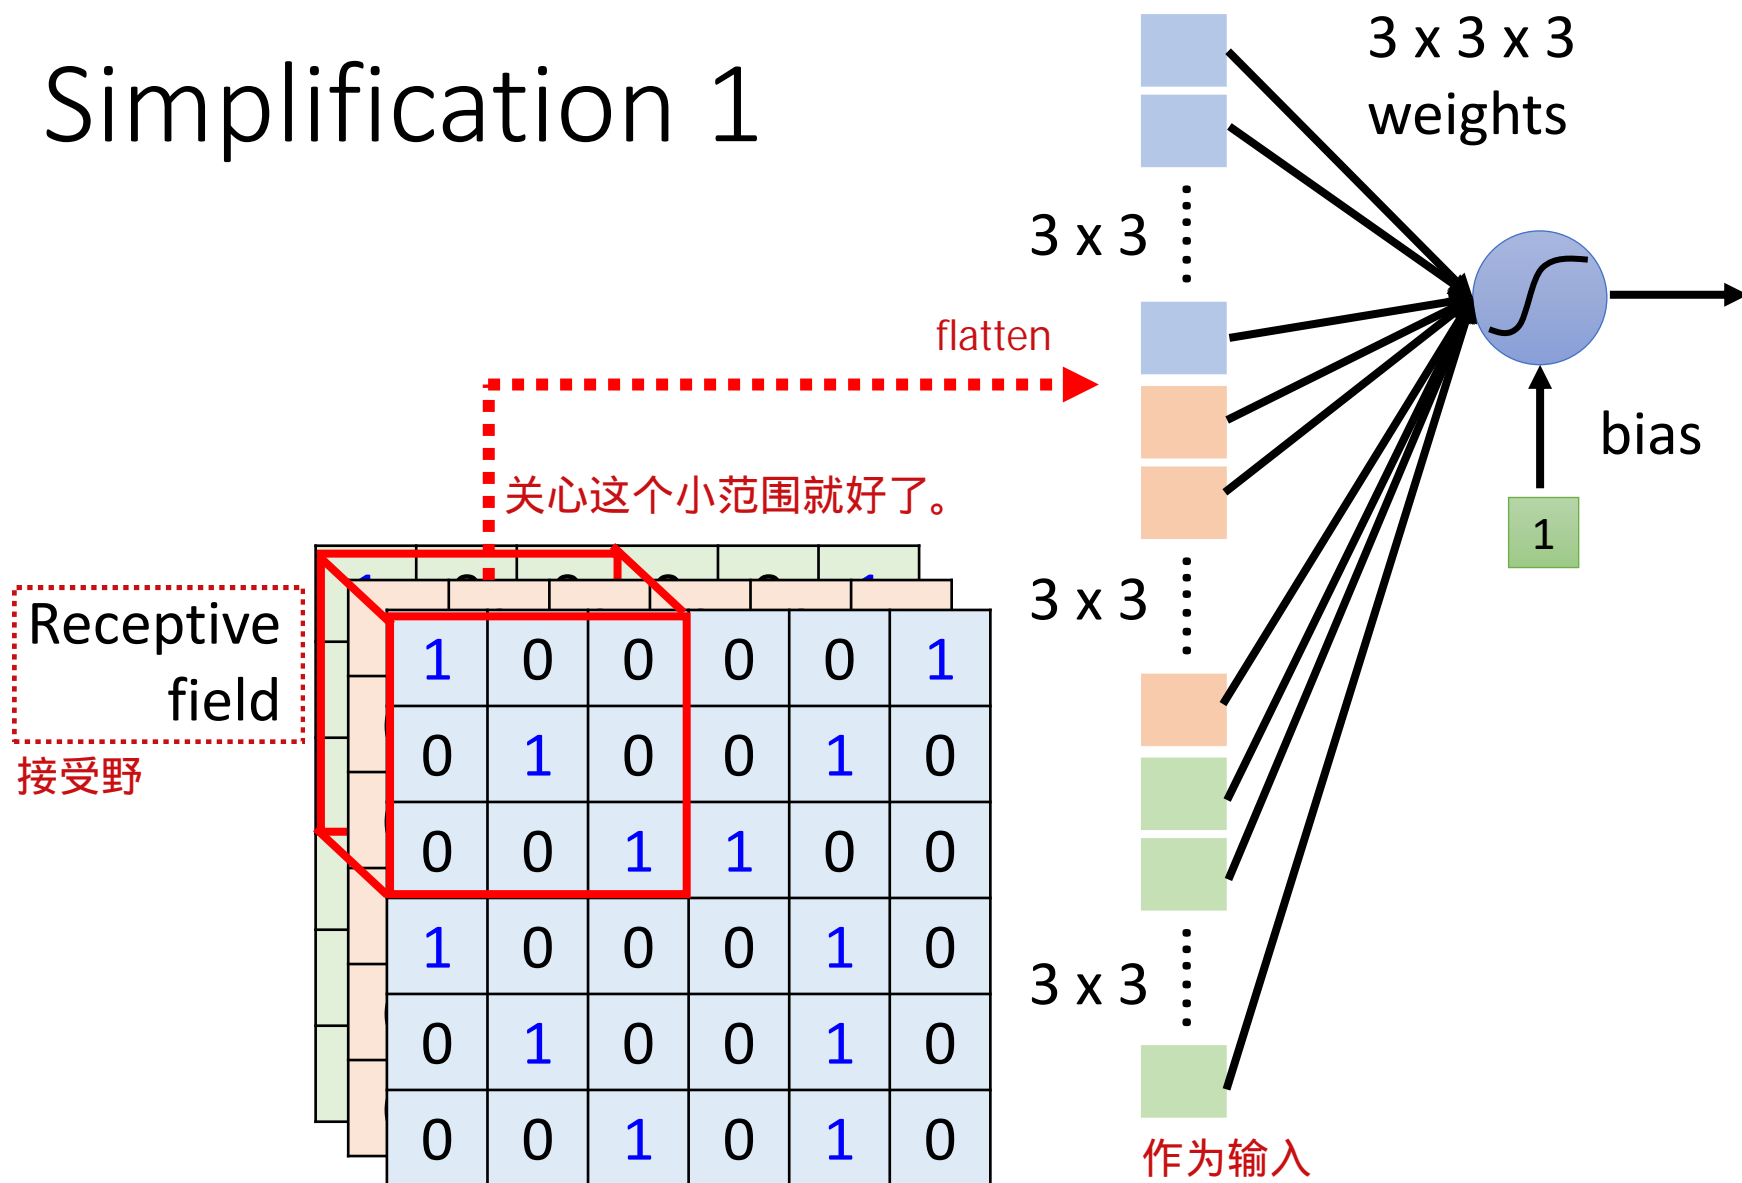 Simplification 1
3 x 3 x 3
weights
3 x 3
flatten
bias
1
关心这个小范围就好了。
Receptive
field
接受野
3 x 3
1 0 0 0 0 1
0 1 0 0 1 0
0 0 1 1 0 0
1 0 0 0 1 0
0 1 0 0 1 0
0 0 1 0 1 0
3 x 3
作为输入